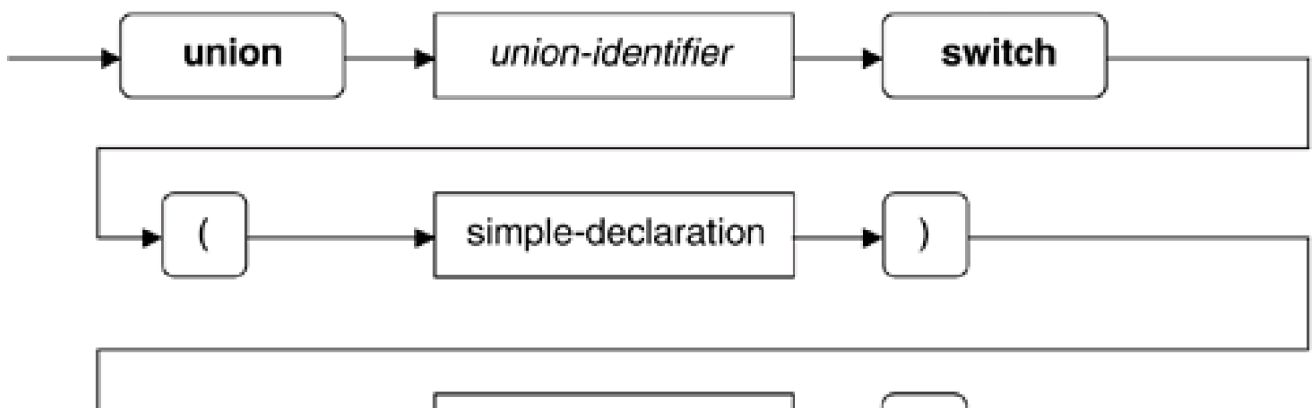 union union-identifier switch
( simple-declaration )